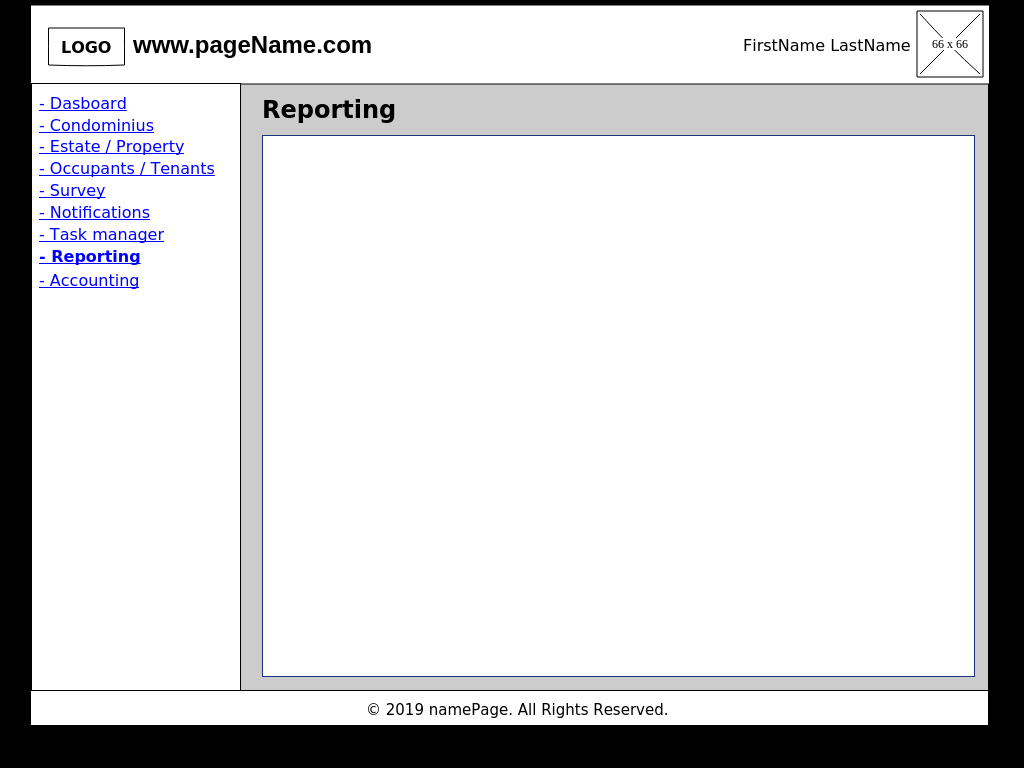 LOGO
www.pageName.com
FirstName LastName
66 x 66
- Dasboard
- Condominius
- Estate / Property
- Occupants / Tenants
- Survey
- Notifications
- Task manager
- Reporting
- Accounting
Reporting
© 2019 namePage. All Rights Reserved.